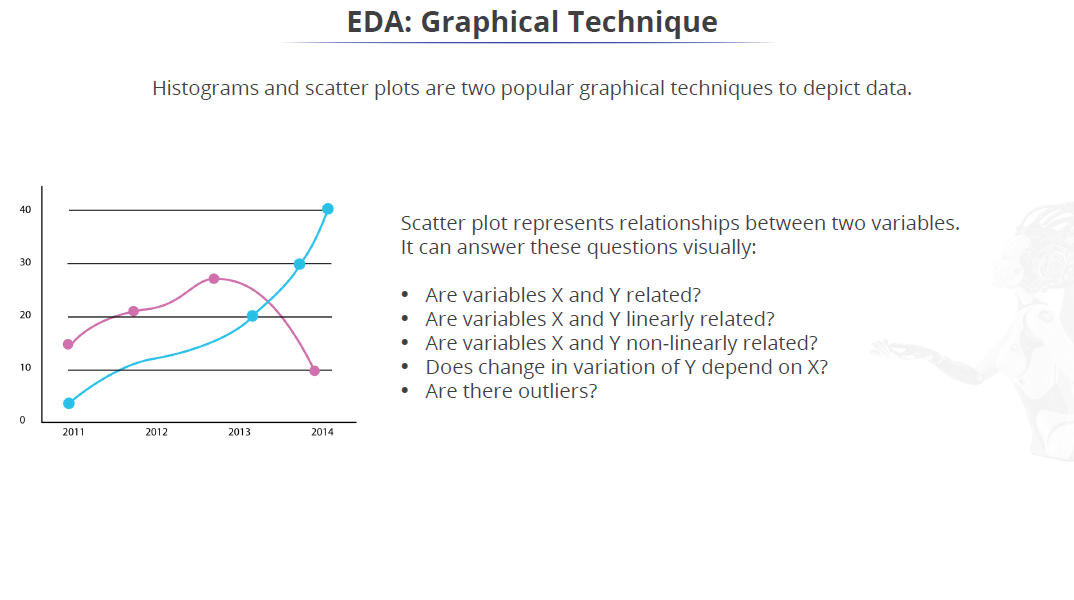 EDA: Graphical Technique
Histograms and scatter plots are two popular graphical techniques to depict data.
40
30
20
10
0
2011 2012 2013 2014
Scatter plot represents relationships between two variables.
It can answer these questions visually:
• Are variables X and Y related?
• Are variables X and Y linearly related?
• Are variables X and Y non-linearly related?
• Does change in variation of Y depend on X?
• Are there outliers?